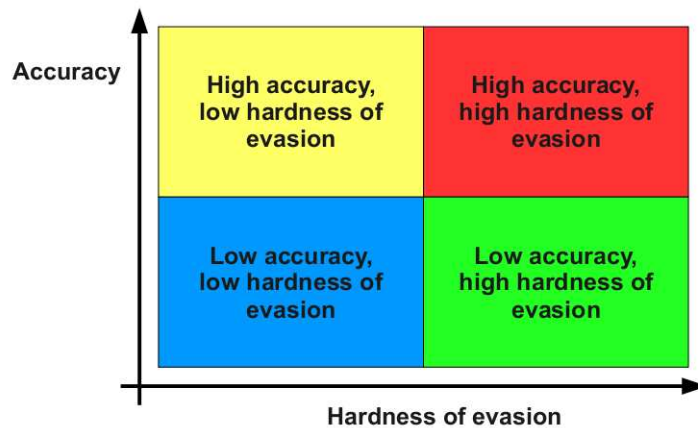 Accuracy
High accuracy,
low hardness of
evasion
High accuracy,
high hardness of
evasion
Low accuracy,
low hardness of
evasion
Low accuracy,
high hardness of
evasion
Hardness of evasion